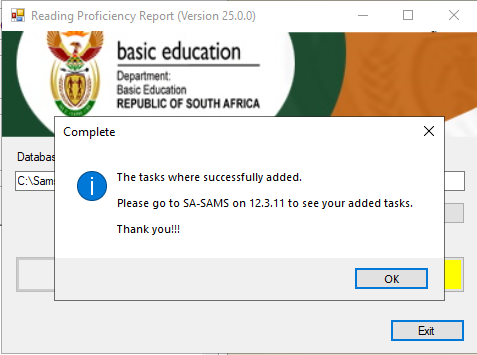 Reading Proficiency Report (Version 25.0.0)
basic education
Department:
Basic Education
REPUBLIC OF SOUTH AFRICA
Complete
The tasks where successfully added.
Please go to SA-SAMS on 12.3.11 to see your added tasks.
Thank you!!!
OK
Databas
C:\Sam
Exit